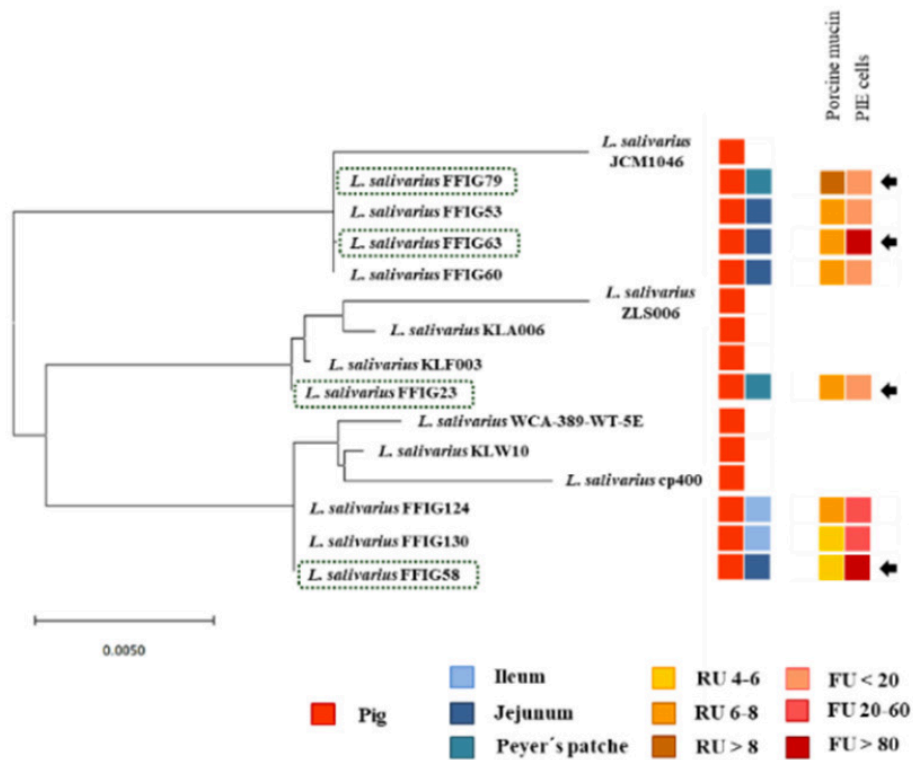 Porcine mucin
PIE cells
L. salivarius
JCM1046
L. salivarius FFIG79
L. salivarius FFIG53
L. salivarius FFIG63
L. salivarius FFIG60
L. salivarius
ZLS006
L. salivarius KLA006
L. salivarius KLF003
L. salivarius FFIG23
L. salivarius WCA-389-WT-5E
L. salivarius KLW10
L. salivarius cp400
L. salivarius FFIG124
L. salivarius FFIG130
L. salivarius FFIG58
0.0050
Pig
Ileum
Jejunum
Peyer´s patche
RU 4-6
RU 6-8
RU > 8
FU < 20
FU 20-60
FU > 80